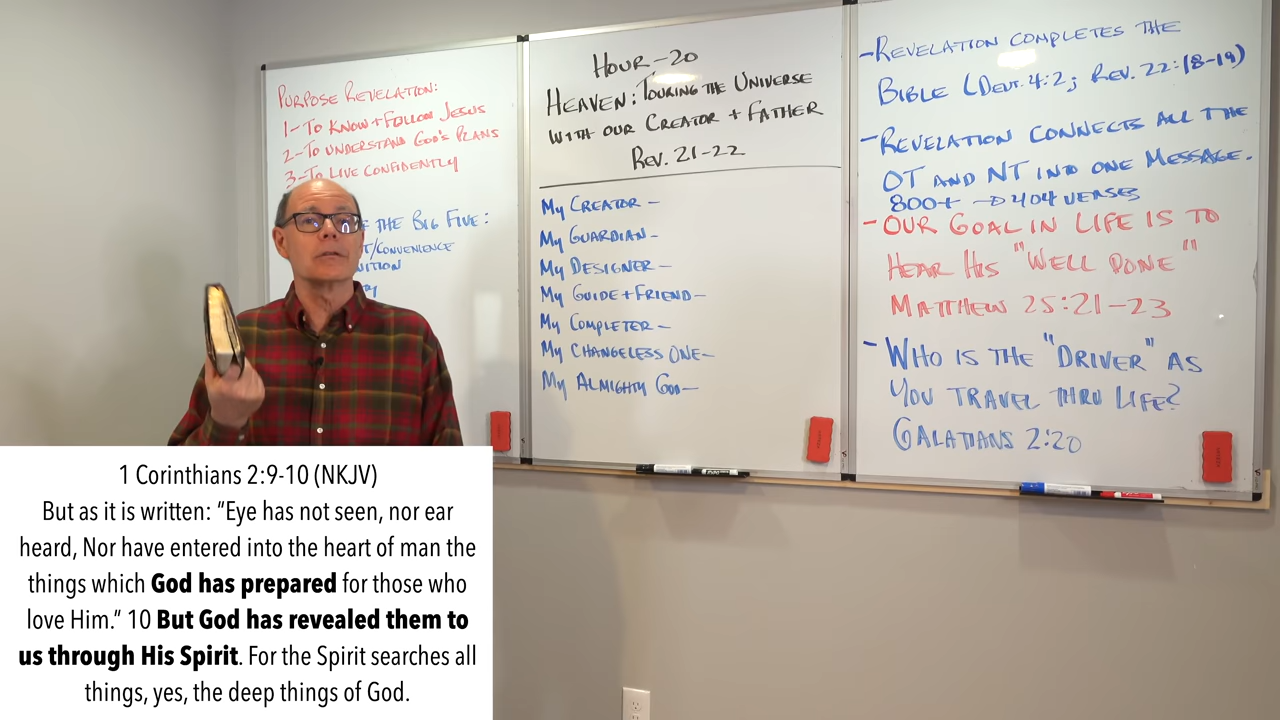 PURPOSE REVELATION:
1-TO KNOW + FOLLOW JESUS
2-TO UNDERSTAND GOD'S PLANS
3-TO LIVE CONFIDENTLY
THE BIG FIVE:
/CONVENIENCE
HOUR-20
HEAVEN: TOURING THE UNIVERSE
WITH OUR CREATOR + FATHER
REV. 21-22
MY CREATOR -
MY GUARDIAN -
MY DESIGNER -
MY GUIDE + FRIEND -
MY COMPLETER -
MY CHANGELESS ONE -
MY ALMIGHTY GOD -
- REVELATION COMPLETES THE
BIBLE (DEUT. 4:2; REV. 22:18-19)
- REVELATION CONNECTS ALL THE
OT AND NT INTO ONE MESSAGE.
800+ → 404 VERSES
- OUR GOAL IN LIFE IS TO
HEAR HIS "WELL DONE"
MATTHEW 25:21-23
- WHO IS THE "DRIVER" AS
YOU TRAVEL THRU LIFE?
GALATIANS 2:20
1 Corinthians 2:9-10 (NKJV)
But as it is written: “Eye has not seen, nor ear
heard, Nor have entered into the heart of man the
things which God has prepared for those who
love Him.” 10 But God has revealed them to
us through His Spirit. For the Spirit searches all
things, yes, the deep things of God.